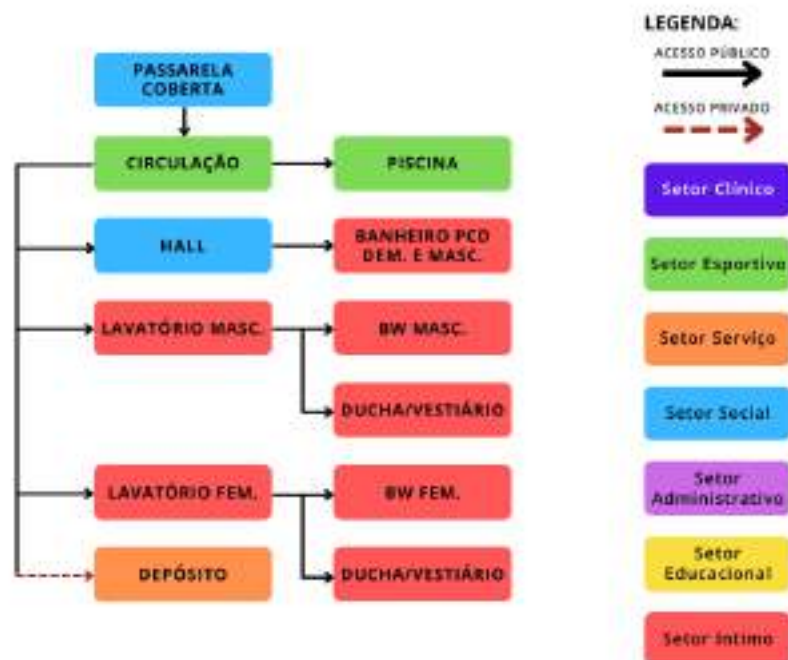 LEGENDA:
ACESSO PÚBLICO
ACESSO PRIVADO
PASSARELA
COBERTA
CIRCULAÇÃO
PISCINA
HALL
BANHEIRO PCD
DEM. E MASC.
LAVATÓRIO MASC.
BW MASC.
DUCHA/VESTIÁRIO
LAVATÓRIO FEM.
BW FEM.
DEPÓSITO
DUCHA/VESTIÁRIO
Setor Clínico
Setor Esportivo
Setor Serviço
Setor Social
Setor
Administrativo
Setor
Educacional
Setor Íntimo